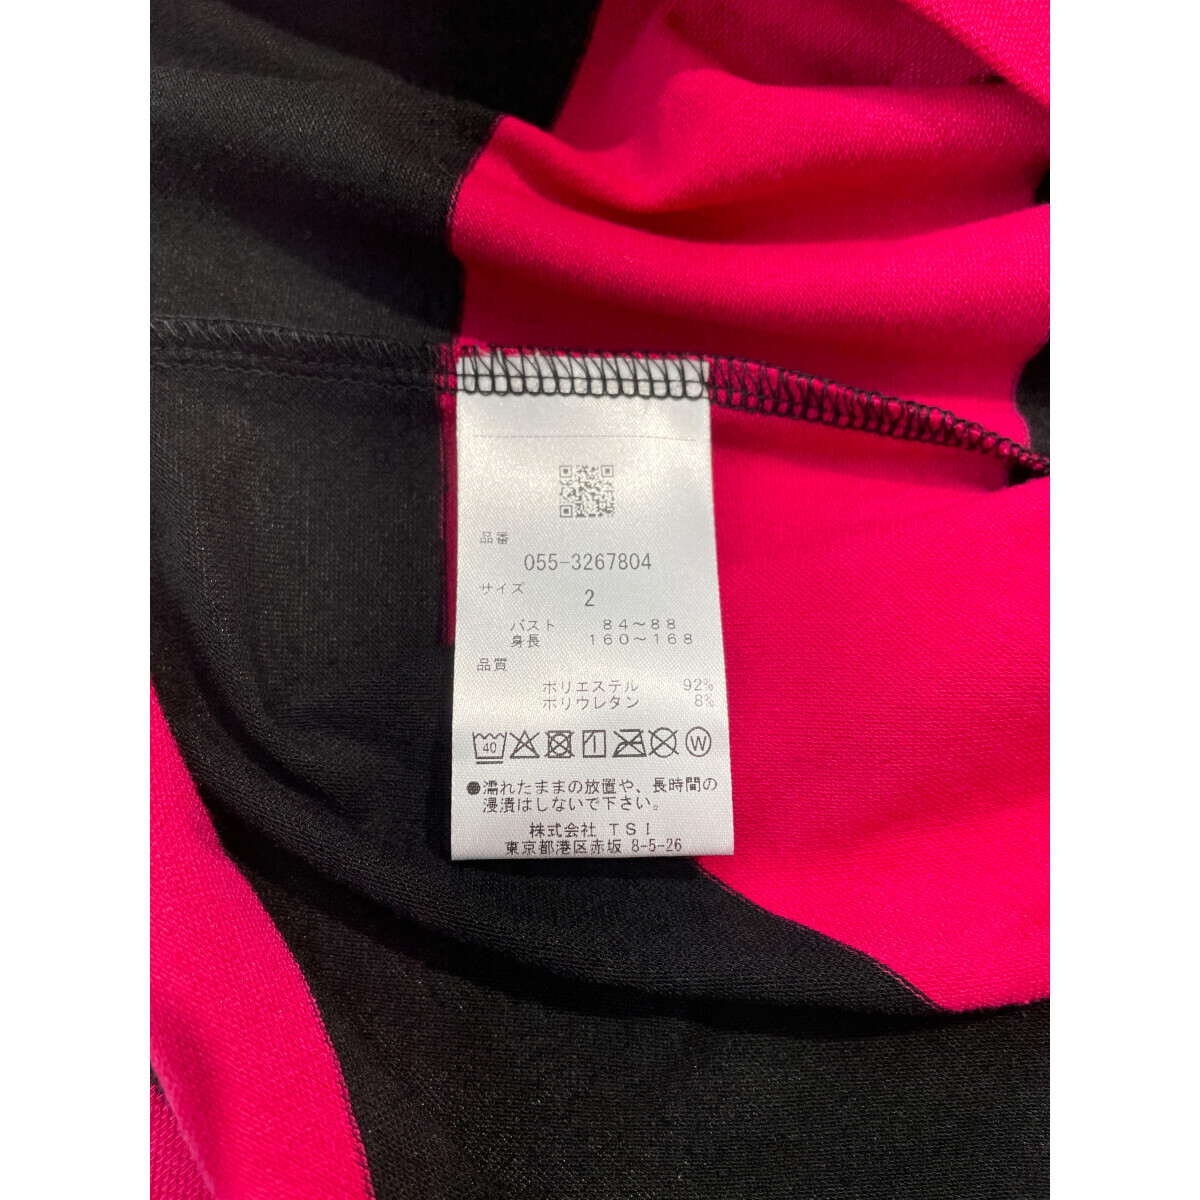 品番
055-3267804
サイズ
2
バスト 84〜88
身長 160〜168
品質
ポリエステル 92%
ポリウレタン 8%
40 W
●濡れたままの放置や、長時間の
浸漬はしないで下さい。
株式会社 TSI
東京都港区赤坂 8-5-26